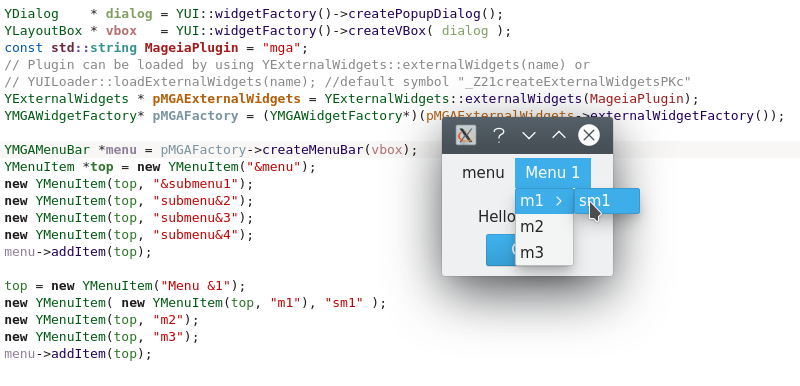 YDialog    * dialog = YUI::widgetFactory()->createPopupDialog();
YLayoutBox * vbox   = YUI::widgetFactory()->createVBox( dialog );
const std::string MageiaPlugin = "mga";
// Plugin can be loaded by using YExternalWidgets::externalWidgets(name) or
// YUILoader::loadExternalWidgets(name); //default symbol "_Z21createExternalWidgetsPKc"
YExternalWidgets * pMGAExternalWidgets = YExternalWidgets::externalWidgets(MageiaPlugin);
YMGAWidgetFactory* pMGAFactory = (YMGAWidgetFactory*)(pMGAExternalWidgets->externalWidgetFactory());
YMGAMenuBar *menu = pMGAFactory->createMenuBar(vbox);
YMenuItem *top = new YMenuItem("&menu");
new YMenuItem(top, "&submenu1");
new YMenuItem(top, "submenu&2");
new YMenuItem(top, "submenu&3");
new YMenuItem(top, "submenu&4");
menu->addItem(top);
top = new YMenuItem("Menu &1");
new YMenuItem( new YMenuItem(top, "m1"), "sm1" );
new YMenuItem(top, "m2");
new YMenuItem(top, "m3");
menu->addItem(top);
menu Menu 1
m1 > sm1
Hello
m2
m3